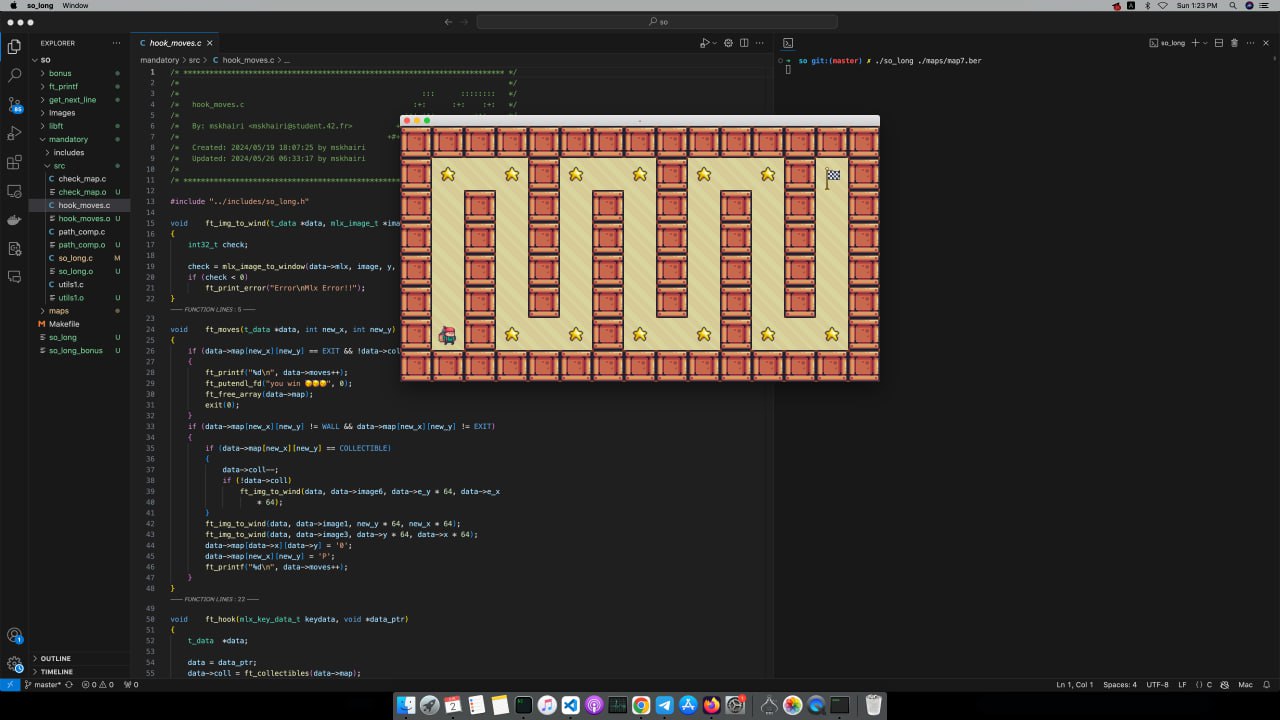 so_long Window
Sun 1:23 PM
so
EXPLORER
hook_moves.c
so_long
SO
bonus
ft_printf
get_next_line
Images
libft
mandatory
includes
src
check_map.c
check_map.o U
hook_moves.c
hook_moves.o U
path_comp.c
path_comp.o U
so_long.c M
so_long.o U
utils1.c
utils1.o U
maps
Makefile
so_long U
so_long_bonus U
OUTLINE
TIMELINE
mandatory > src > C hook_moves.c > ...
1 /* ************************************************************************** */
2 /* */
3 /* ::: :::::::: */
4 /* hook_moves.c :+: :+: :+: */
5 /*
6 /* By: mskhairi <mskhairi@student.42.fr>
7 /* +#+
8 /* Created: 2024/05/19 18:07:25 by mskhairi
9 /* Updated: 2024/05/26 06:33:17 by mskhairi
10 /*
11 /* *****************************************************
12
13 #include "../includes/so_long.h"
14
15 void ft_img_to_wind(t_data *data, mlx_image_t *ima
16 {
17 int32_t check;
18
19 check = mlx_image_to_window(data->mlx, image, y,
20 if (check < 0)
21 ft_print_error("Error\nMlx Error!!");
22 }
—— FUNCTION LINES : 5 ——
23
24 void ft_moves(t_data *data, int new_x, int new_y)
25 {
26 if (data->map[new_x][new_y] == EXIT && !data->col
27 {
28 ft_printf("%d\n", data->moves++);
29 ft_putendl_fd("you win 😎😎😎", 0);
30 ft_free_array(data->map);
31 exit(0);
32 }
33 if (data->map[new_x][new_y] != WALL && data->map[new_x][new_y] != EXIT)
34 {
35 if (data->map[new_x][new_y] == COLLECTIBLE)
36 {
37 data->coll--;
38 if (!data->coll)
39 ft_img_to_wind(data, data->image6, data->e_y * 64, data->e_x
40 * 64);
41 }
42 ft_img_to_wind(data, data->image1, new_y * 64, new_x * 64);
43 ft_img_to_wind(data, data->image3, data->y * 64, data->x * 64);
44 data->map[data->x][data->y] = '0';
45 data->map[new_x][new_y] = 'P';
46 ft_printf("%d\n", data->moves++);
47 }
48 }
—— FUNCTION LINES : 22 ——
49
50 void ft_hook(mlx_key_data_t keydata, void *data_ptr)
51 {
52 t_data *data;
53
54 data = data_ptr;
55 data->coll = ft_collectibles(data->map);
so git:(master) ✗ ./so_long ./maps/map7.ber
master* 0 0 0 Ln 1, Col 1 Spaces: 4 UTF-8 LF {} C Mac